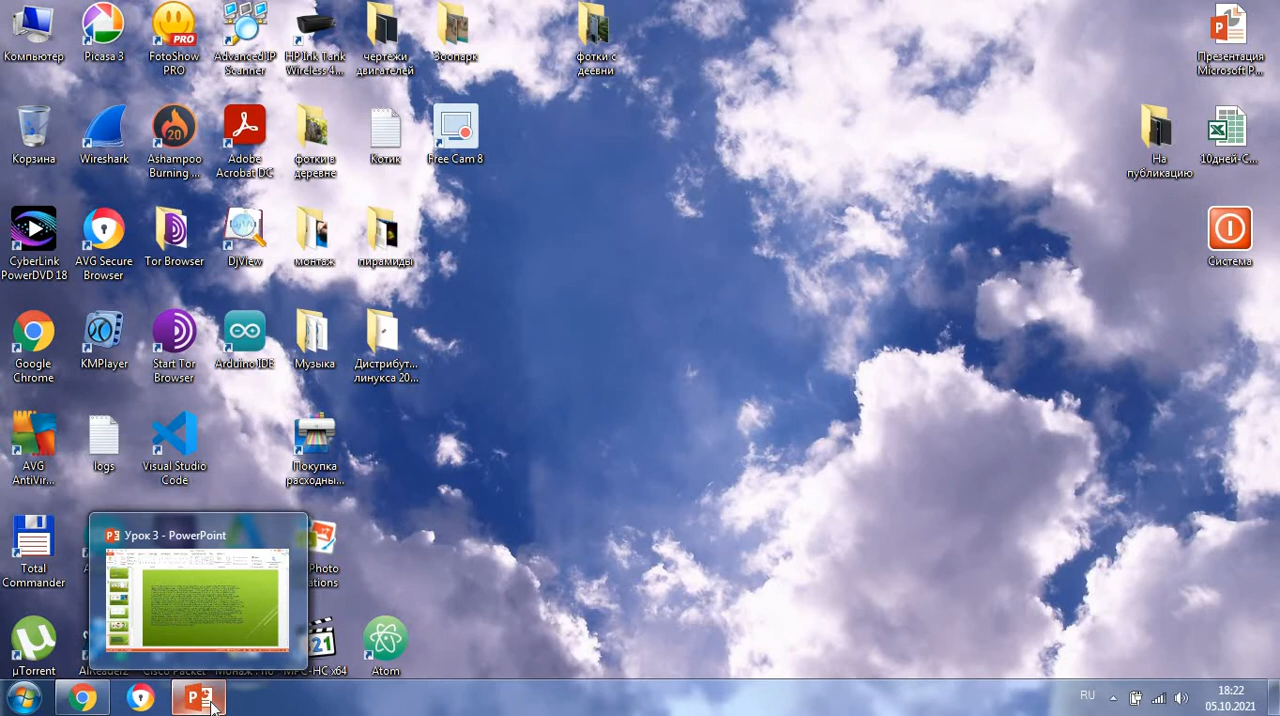 Компьютер
Picasa 3
FotoShow
PRO
PRO
Advanced IP
Scanner
HP Ink Tank
Wireless 4...
чертежи
двигателей
Зоопарк
фотки с
деевни
Презентация
Microsoft P...
Корзина
Wireshark
20
Ashampoo
Burning ...
Adobe
Acrobat DC
фотки в
деревне
Котик
Free Cam 8
На
публикацию
10дней-С...
CyberLink
PowerDVD 18
AVG Secure
Browser
Tor Browser
DjView
монтаж
пирамиды
Система
Google
Chrome
KMPlayer
Start Tor
Browser
Arduino IDE
Музыка
Дистрибут...
линукса 20...
AVG
AntiVir...
logs
Visual Studio
Code
Покупка
расходны...
Урок 3 - PowerPoint
Total
Commander
Photo
ations
µTorrent
21
MPC-HC x64
Atom
RU
18:22
05.10.2021